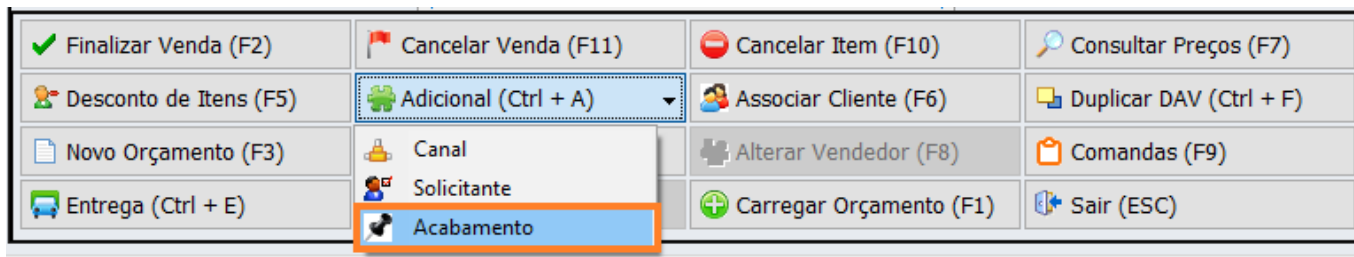 Finalizar Venda (F2)
Cancelar Venda (F11)
Cancelar Item (F10)
Consultar Preços (F7)
Desconto de Itens (F5)
Adicional (Ctrl + A)
Associar Cliente (F6)
Duplicar DAV (Ctrl + F)
Novo Orçamento (F3)
Canal
Alterar Vendedor (F8)
Comandas (F9)
Solicitante
Entrega (Ctrl + E)
Acabamento
Carregar Orçamento (F1)
Sair (ESC)